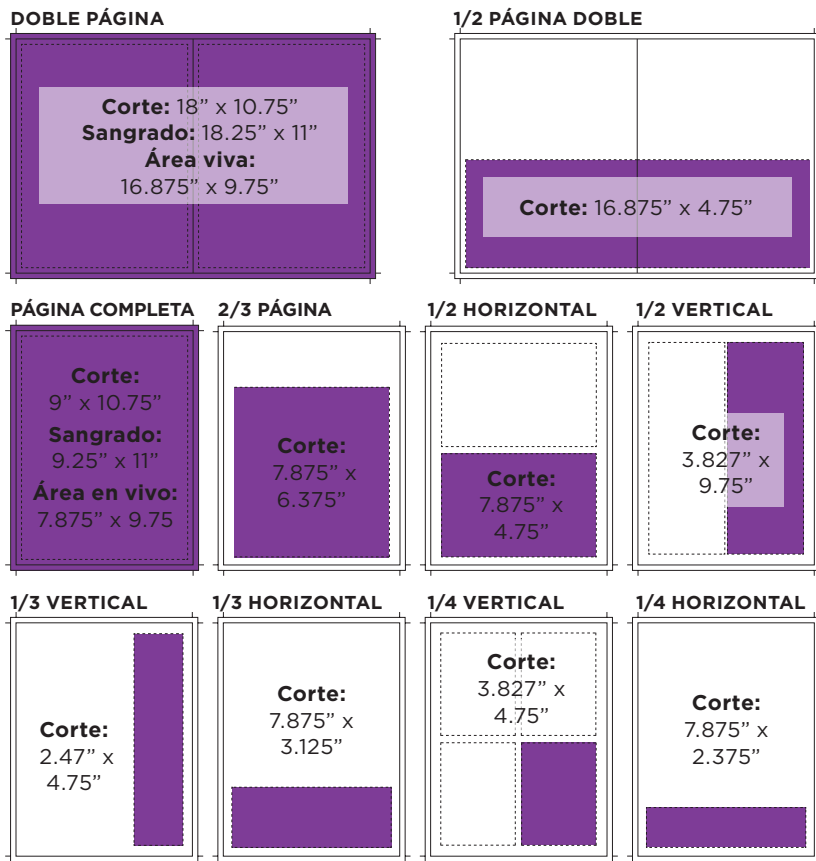 DOBLE PÁGINA
Corte: 18” x 10.75”
Sangrado: 18.25” x 11”
Área viva:
16.875” x 9.75”
1/2 PÁGINA DOBLE
Corte: 16.875” x 4.75”
PÁGINA COMPLETA
Corte:
9” x 10.75”
Sangrado:
9.25” x 11”
Área en vivo:
7.875” x 9.75
2/3 PÁGINA
Corte:
7.875” x
6.375”
1/2 HORIZONTAL
Corte:
7.875” x
4.75”
1/2 VERTICAL
Corte:
3.827” x
9.75”
1/3 VERTICAL
Corte:
2.47” x
4.75”
1/3 HORIZONTAL
Corte:
7.875” x
3.125”
1/4 VERTICAL
Corte:
3.827” x
4.75”
1/4 HORIZONTAL
Corte:
7.875” x
2.375”